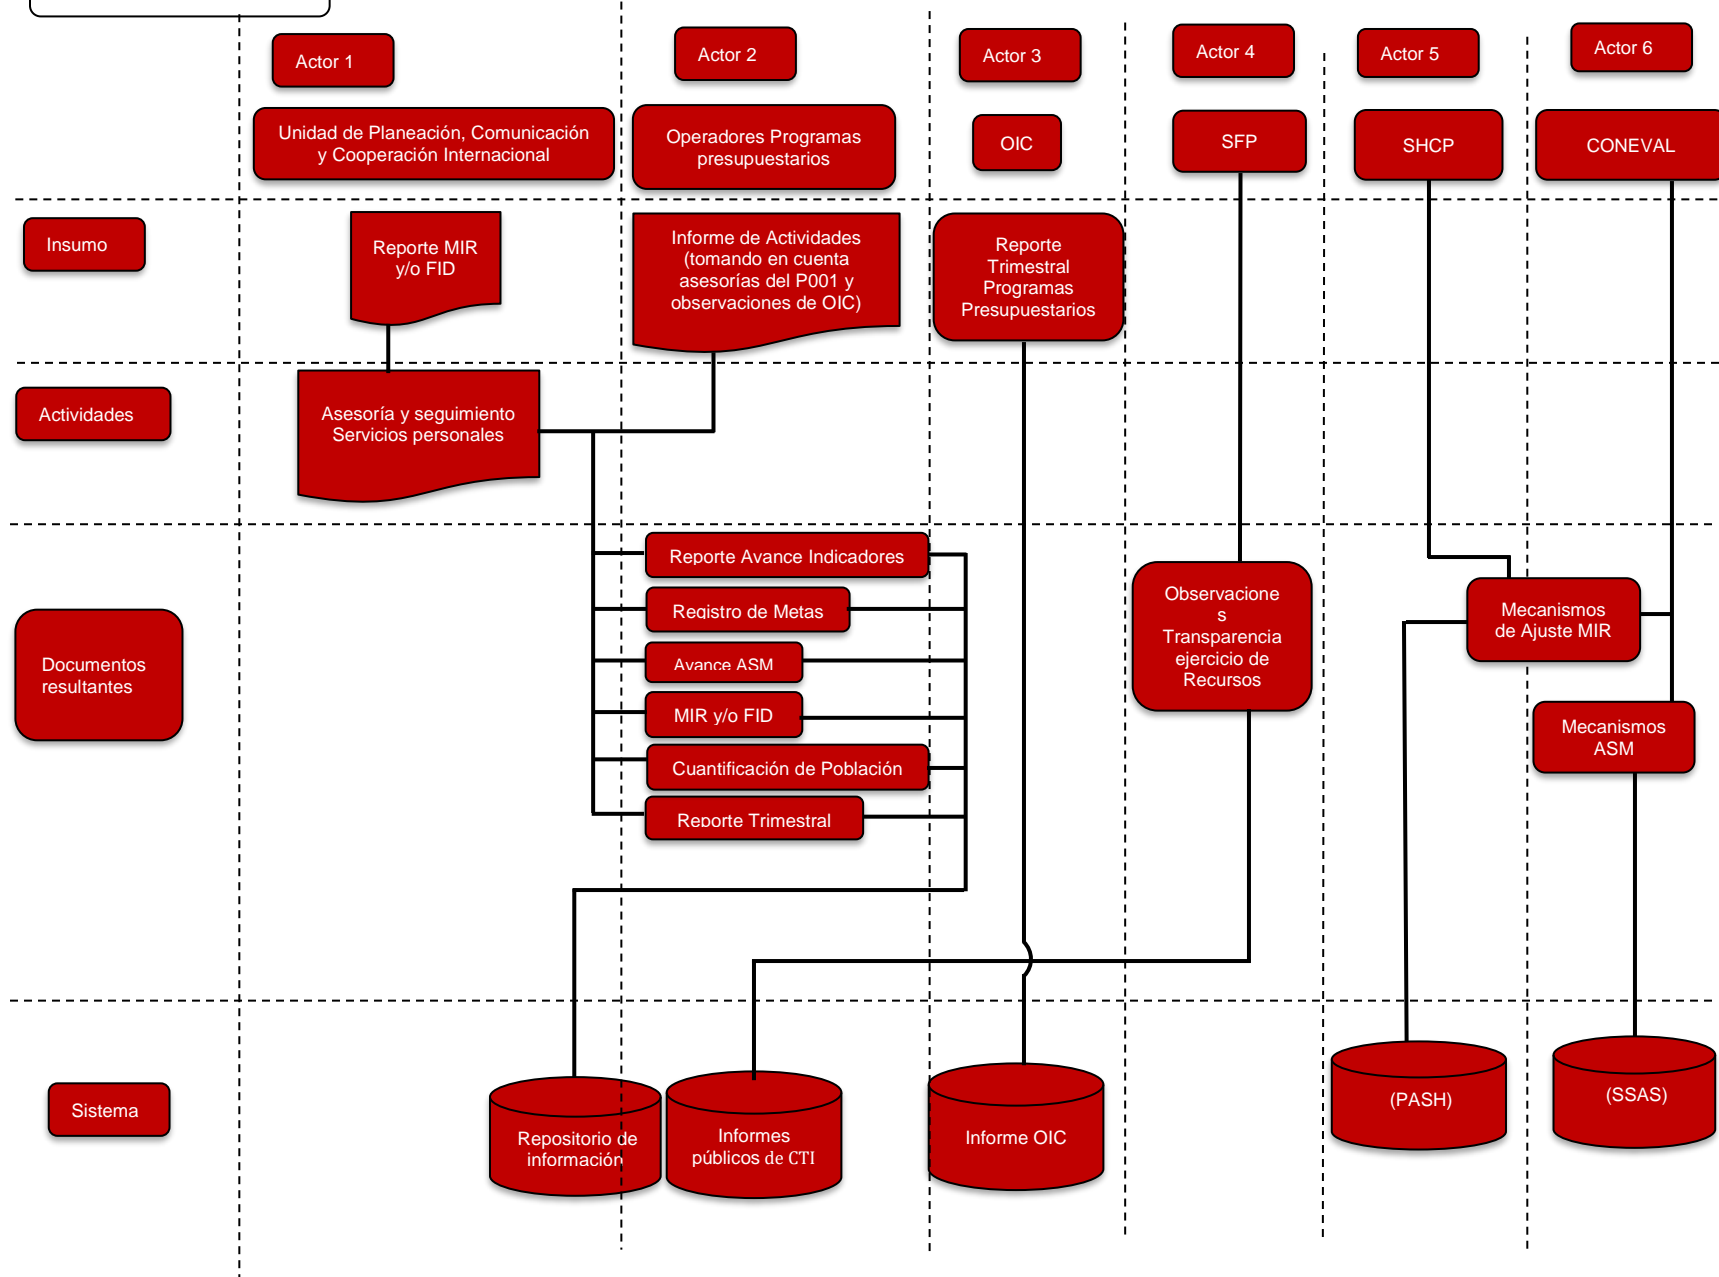 Actor 1
Actor 2
Actor 3
Actor 4
Actor 5
Actor 6
Unidad de Planeación, Comunicación
y Cooperación Internacional
Operadores Programas
presupuestarios
OIC
SFP
SHCP
CONEVAL
Insumo
Reporte MIR
y/o FID
Informe de Actividades
(tomando en cuenta
asesorías del P001 y
observaciones de OIC)
Reporte
Trimestral
Programas
Presupuestarios
Actividades
Asesoría y seguimiento
Servicios personales
Documentos
resultantes
Reporte Avance Indicadores
Registro de Metas
Avance ASM
MIR y/o FID
Cuantificación de Población
Reporte Trimestral
Observacione
s
Transparencia
ejercicio de
Recursos
Mecanismos
de Ajuste MIR
Mecanismos
ASM
Sistema
Repositorio de
información
Informes
públicos de CTI
Informe OIC
(PASH)
(SSAS)